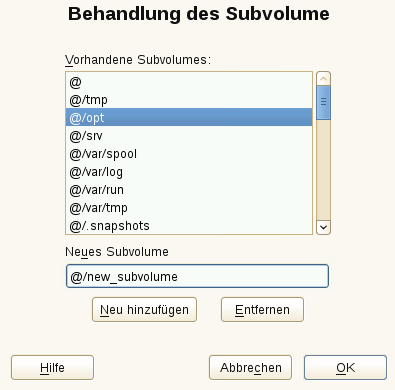 Behandlung des Subvolume
Vorhandene Subvolumes:
@
@/tmp
@/opt
@/srv
@/var/spool
@/var/log
@/var/run
@/var/tmp
@/.snapshots
Neues Subvolume
@/new_subvolume
Neu hinzufügen Entfernen
Hilfe Abbrechen OK